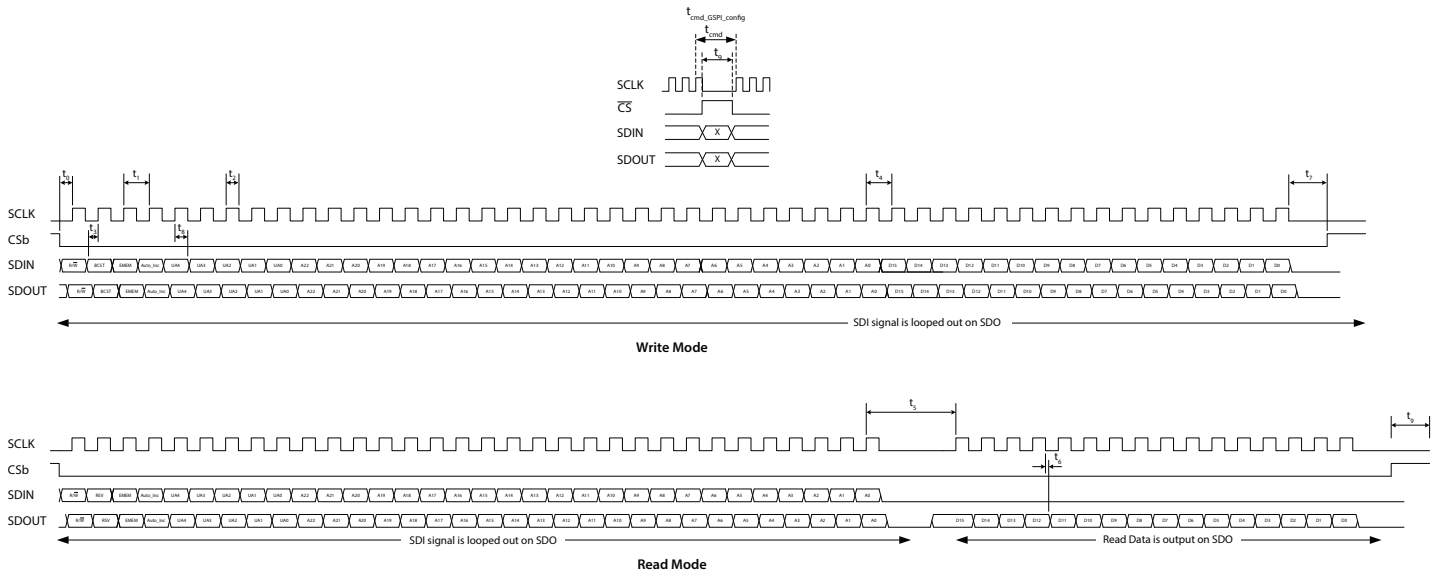 t cmd_GSPI_config
t cmd
t9
SCLK
CS
SDIN X
SDOUT X
t0 t1 t2 t4 t7
SCLK
t3 t8
CSb
SDIN R/W BCST EMEM Auto_Inc UA4 UA3 UA2 UA1 UA0 A22 A21 A20 A19 A18 A17 A16 A15 A14 A13 A12 A11 A10 A9 A8 A7 A6 A5 A4 A3 A2 A1 A0 D15 D14 D13 D12 D11 D10 D9 D8 D7 D6 D5 D4 D3 D2 D1 D0
SDOUT R/W BCST EMEM Auto_Inc UA4 UA3 UA2 UA1 UA0 A22 A21 A20 A19 A18 A17 A16 A15 A14 A13 A12 A11 A10 A9 A8 A7 A6 A5 A4 A3 A2 A1 A0 D15 D14 D13 D12 D11 D10 D9 D8 D7 D6 D5 D4 D3 D2 D1 D0
SDI signal is looped out on SDO
Write Mode
t5
SCLK
t9
CSb
t6
SDIN R/W RSV EMEM Auto_Inc UA4 UA3 UA2 UA1 UA0 A22 A21 A20 A19 A18 A17 A16 A15 A14 A13 A12 A11 A10 A9 A8 A7 A6 A5 A4 A3 A2 A1 A0
SDOUT R/W RSV EMEM Auto_Inc UA4 UA3 UA2 UA1 UA0 A22 A21 A20 A19 A18 A17 A16 A15 A14 A13 A12 A11 A10 A9 A8 A7 A6 A5 A4 A3 A2 A1 A0 D15 D14 D13 D12 D11 D10 D9 D8 D7 D6 D5 D4 D3 D2 D1 D0
SDI signal is looped out on SDO Read Data is output on SDO
Read Mode